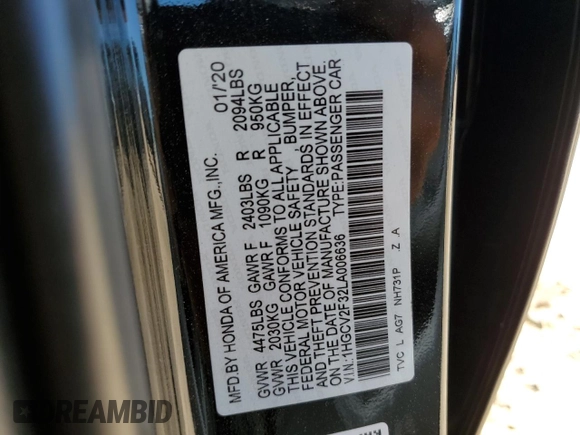 MFD.BY HONDA OF AMERICA MFG.,INC. 01/20
GVWR 4475LBS GAWR F 2403LBS R 2094LBS
GVWR 2030KG GAWR F 1090KG R 950KG
THIS VEHICLE CONFORMS TO ALL APPLICABLE
FEDERAL MOTOR VEHICLE SAFETY , BUMPER,
AND THEFT PREVENTION STANDARDS IN EFFECT
ON THE DATE OF MANUFACTURE SHOWN ABOVE.
V.I.N.:1HGCV2F32LA006636 TYPE:PASSENGER CAR
TVC L AG7 NH731P Z A
DREAMBID